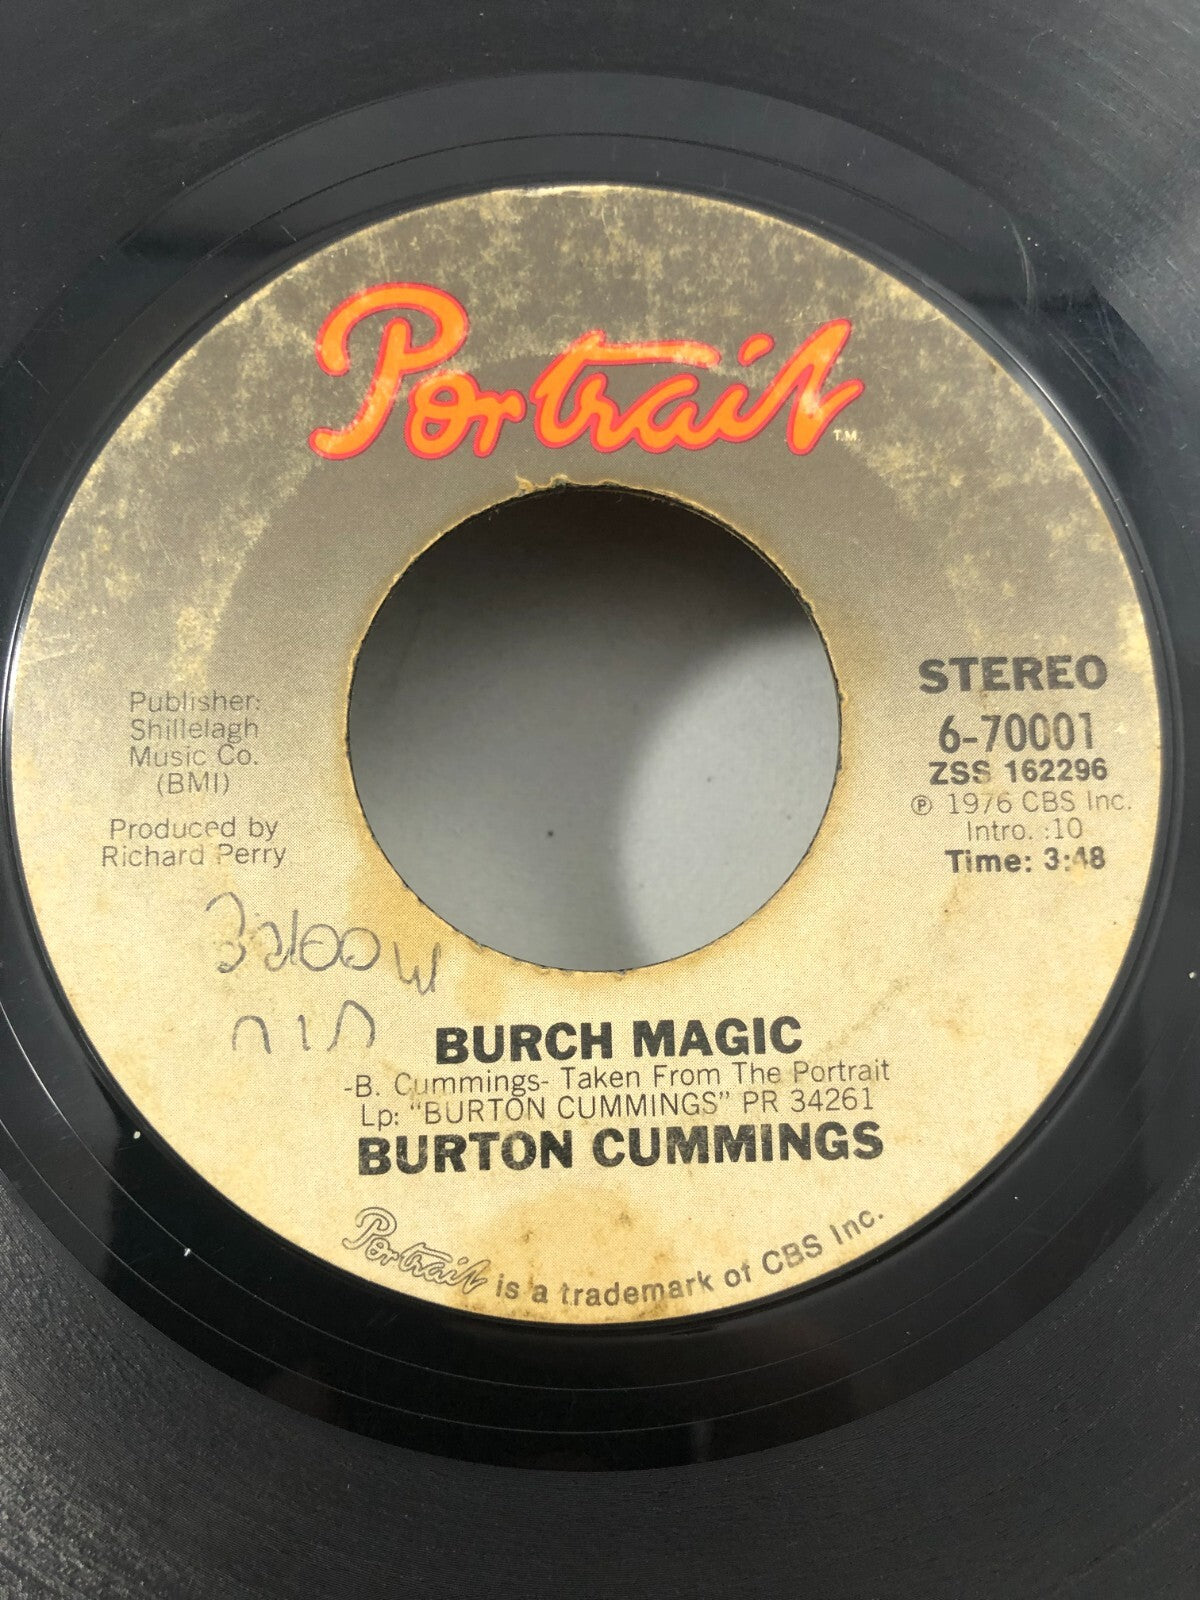 Portrait T.M.
Publisher:
Shillelagh
Music Co.
(BMI)
Produced by
Richard Perry
STEREO
6-70001
ZSS 162296
℗ 1976 CBS Inc.
Intro. :10
Time: 3:48
BURCH MAGIC
-B. Cummings- Taken From The Portrait
Lp: "BURTON CUMMINGS" PR 34261
BURTON CUMMINGS
Portrait is a trademark of CBS Inc.